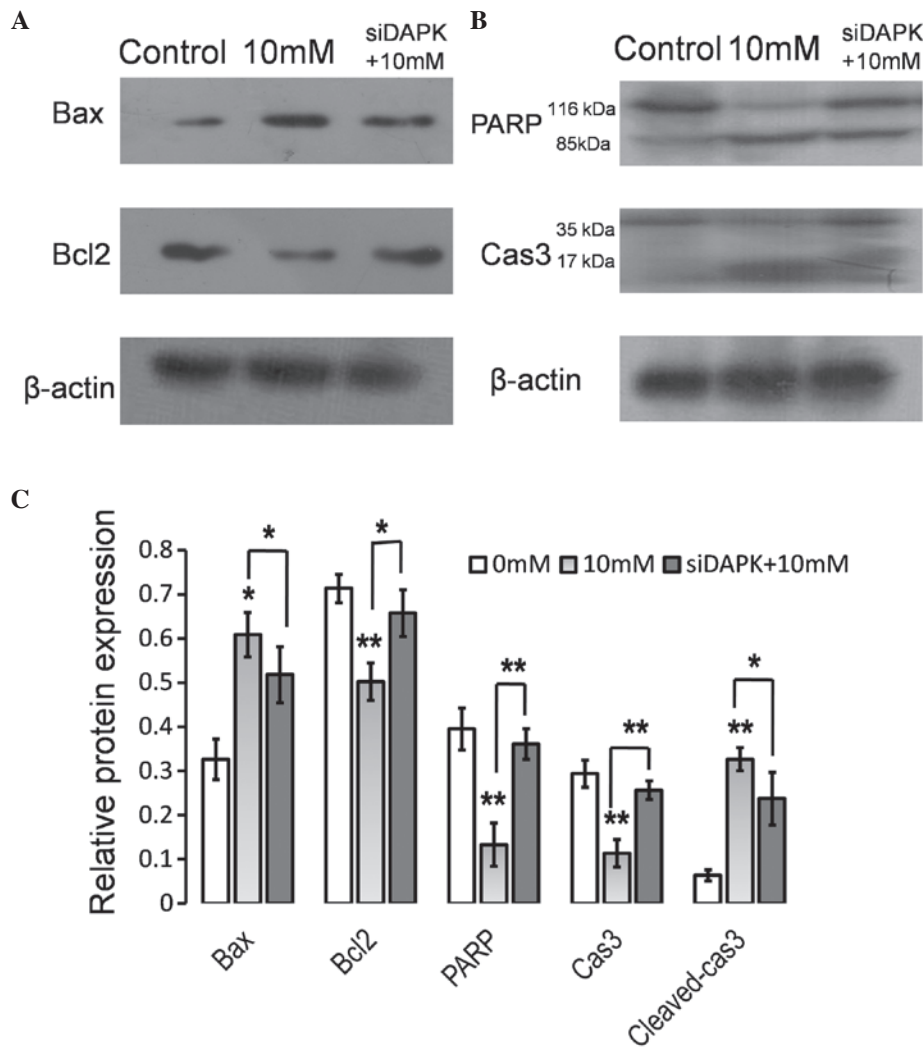 A
Control 10mM siDAPK
+10mM
Bax
Bcl2
β-actin
B
Control 10mM siDAPK
+10mM
PARP 116 kDa
85kDa
Cas3 35 kDa
17 kDa
β-actin
C
Relative protein expression
0.8
0.7
0.6
0.5
0.4
0.3
0.2
0.1
0
0mM 10mM siDAPK+10mM
*
*
*
**
**
**
**
**
*
**
Bax
Bcl2
PARP
Cas3
Cleaved-cas3